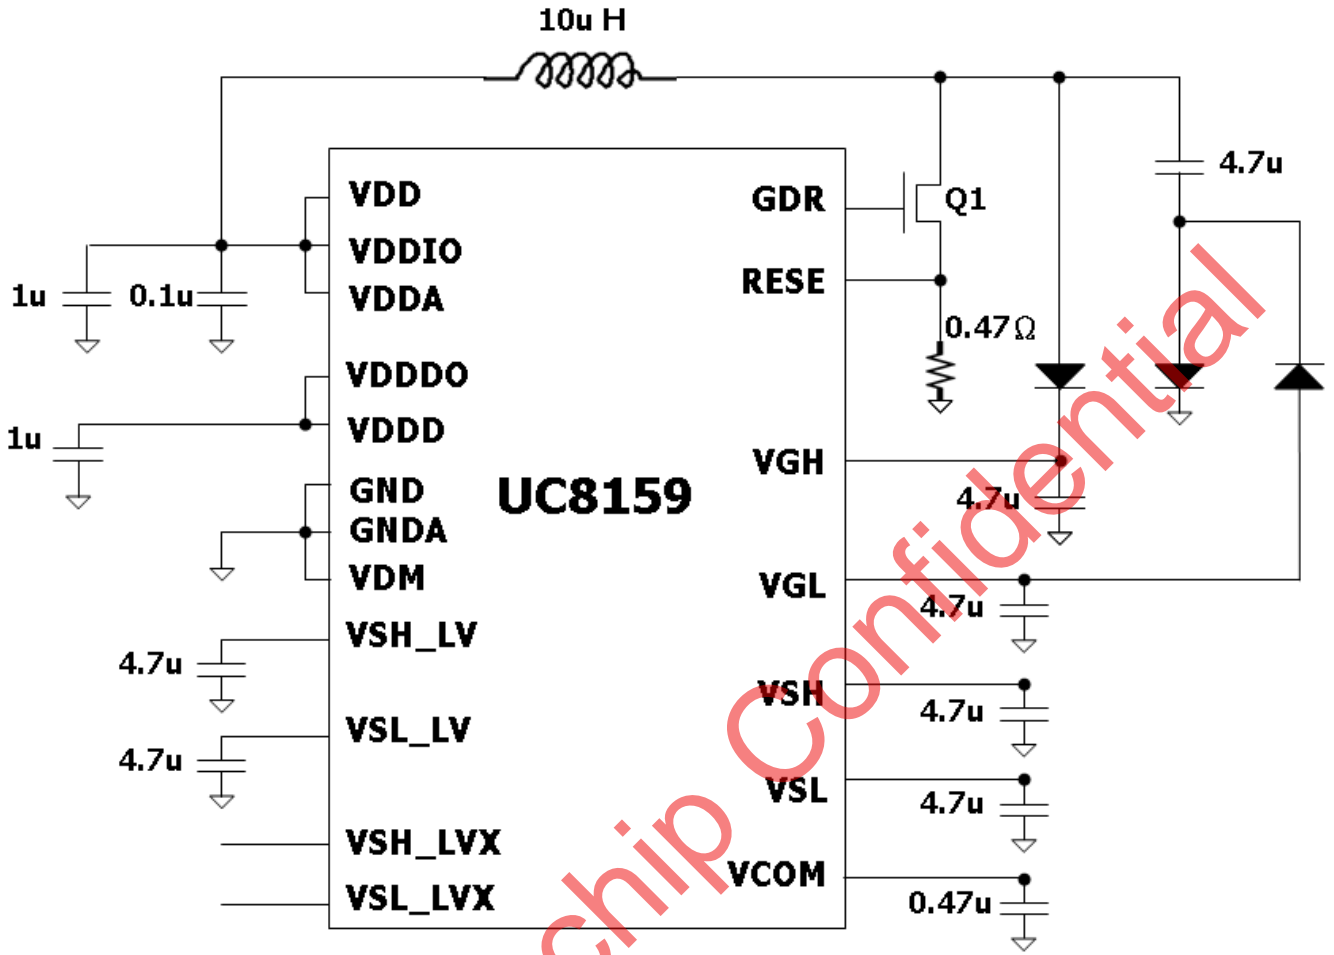 10u H
VDD
GDR
Q1
4.7u
VDDIO
RESE
1u
0.1u
VDDA
0.47Ω
VDDDO
1u
VDDD
VGH
GND
UC8159
4.7u
GNDA
VDM
VGL
4.7u
VSH_LV
4.7u
VSH
4.7u
VSL_LV
4.7u
VSL
4.7u
VSH_LVX
VCOM
VSL_LVX
0.47u
chip Confidential